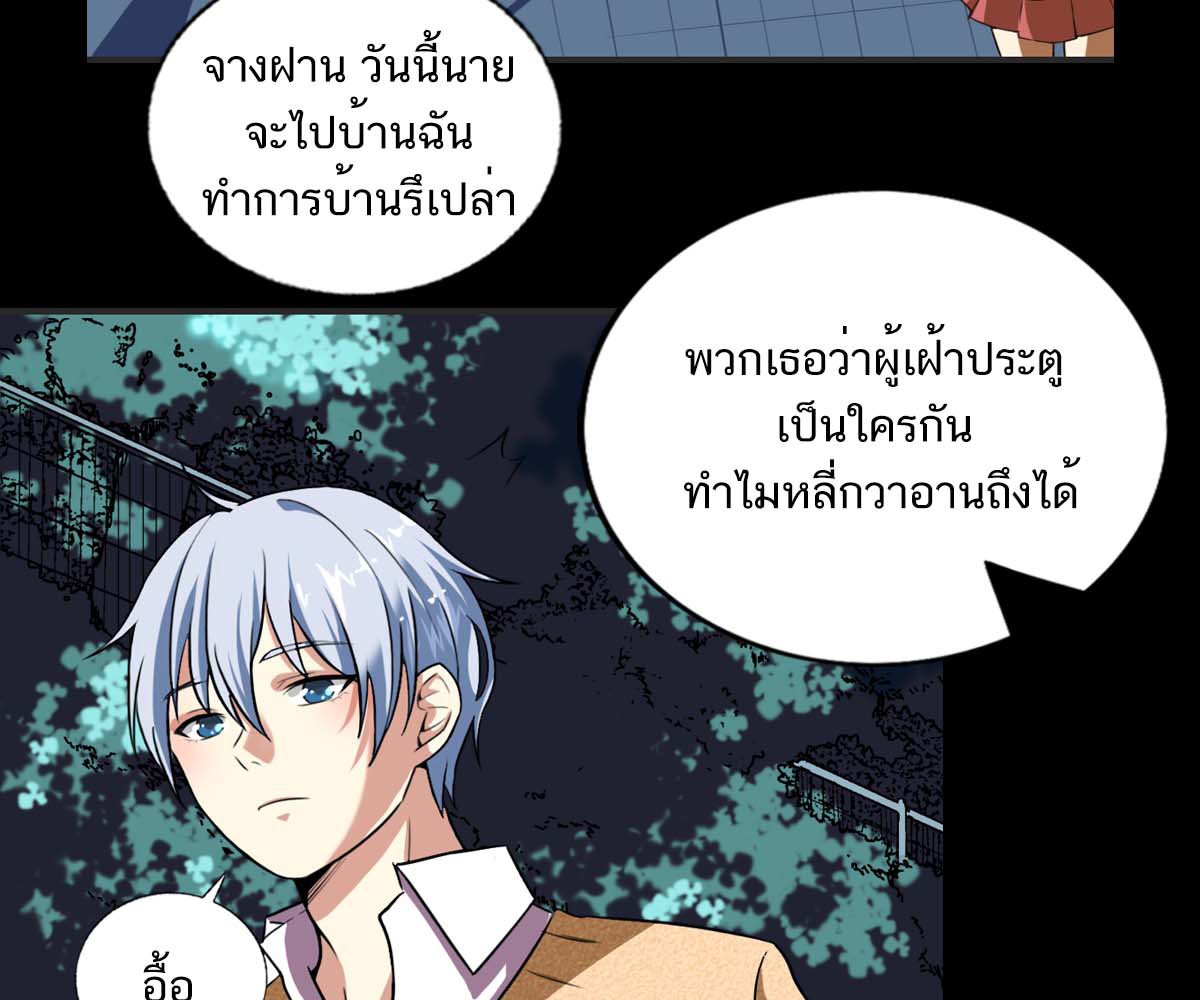 จางฝาน วันนี้นาย
จะไปบ้านฉัน
ทำการบ้านรึเปล่า
พวกเธอว่าผู้เฝ้าประตู
เป็นใครกัน
ทำไมหลี่กวาอานถึงได้
อื้อ